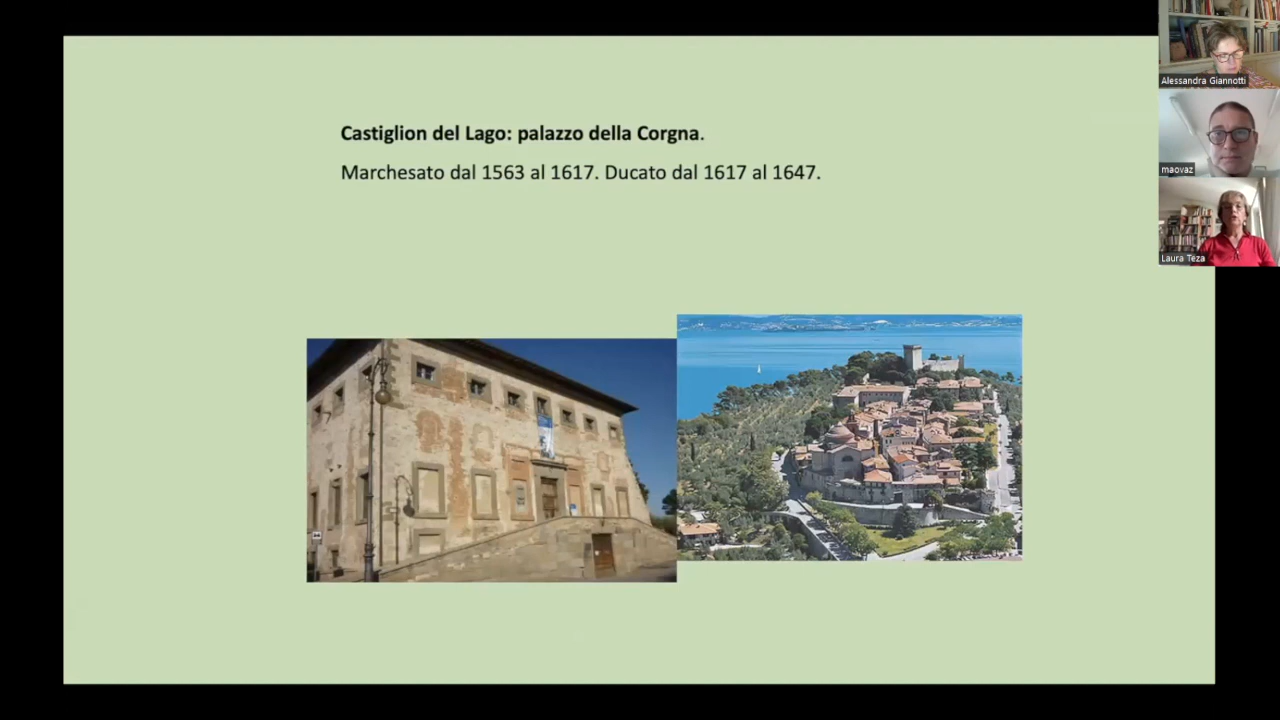 Castiglion del Lago: palazzo della Corgna.
Marchesato dal 1563 al 1617. Ducato dal 1617 al 1647.
Alessandra Giannotti
maovaz
Laura Teza